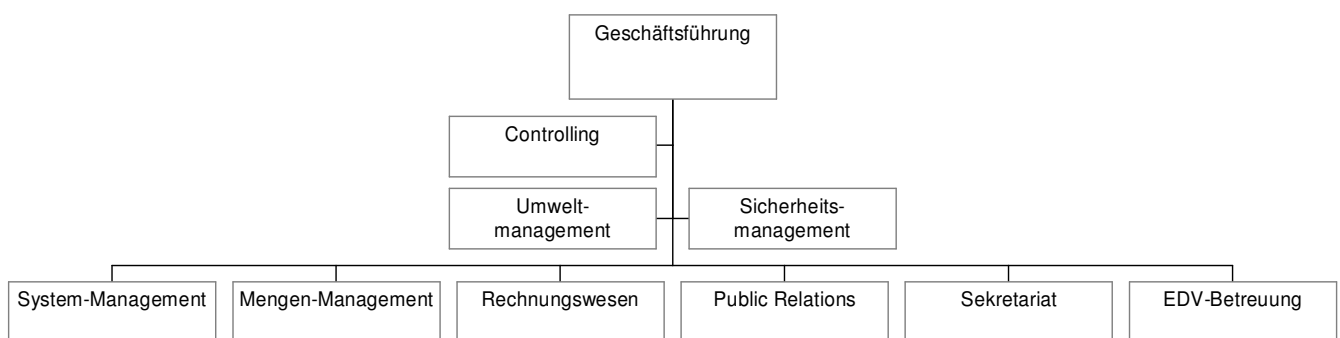 Geschäftsführung
Controlling
Umwelt-
management
Sicherheits-
management
System-Management
Mengen-Management
Rechnungswesen
Public Relations
Sekretariat
EDV-Betreuung